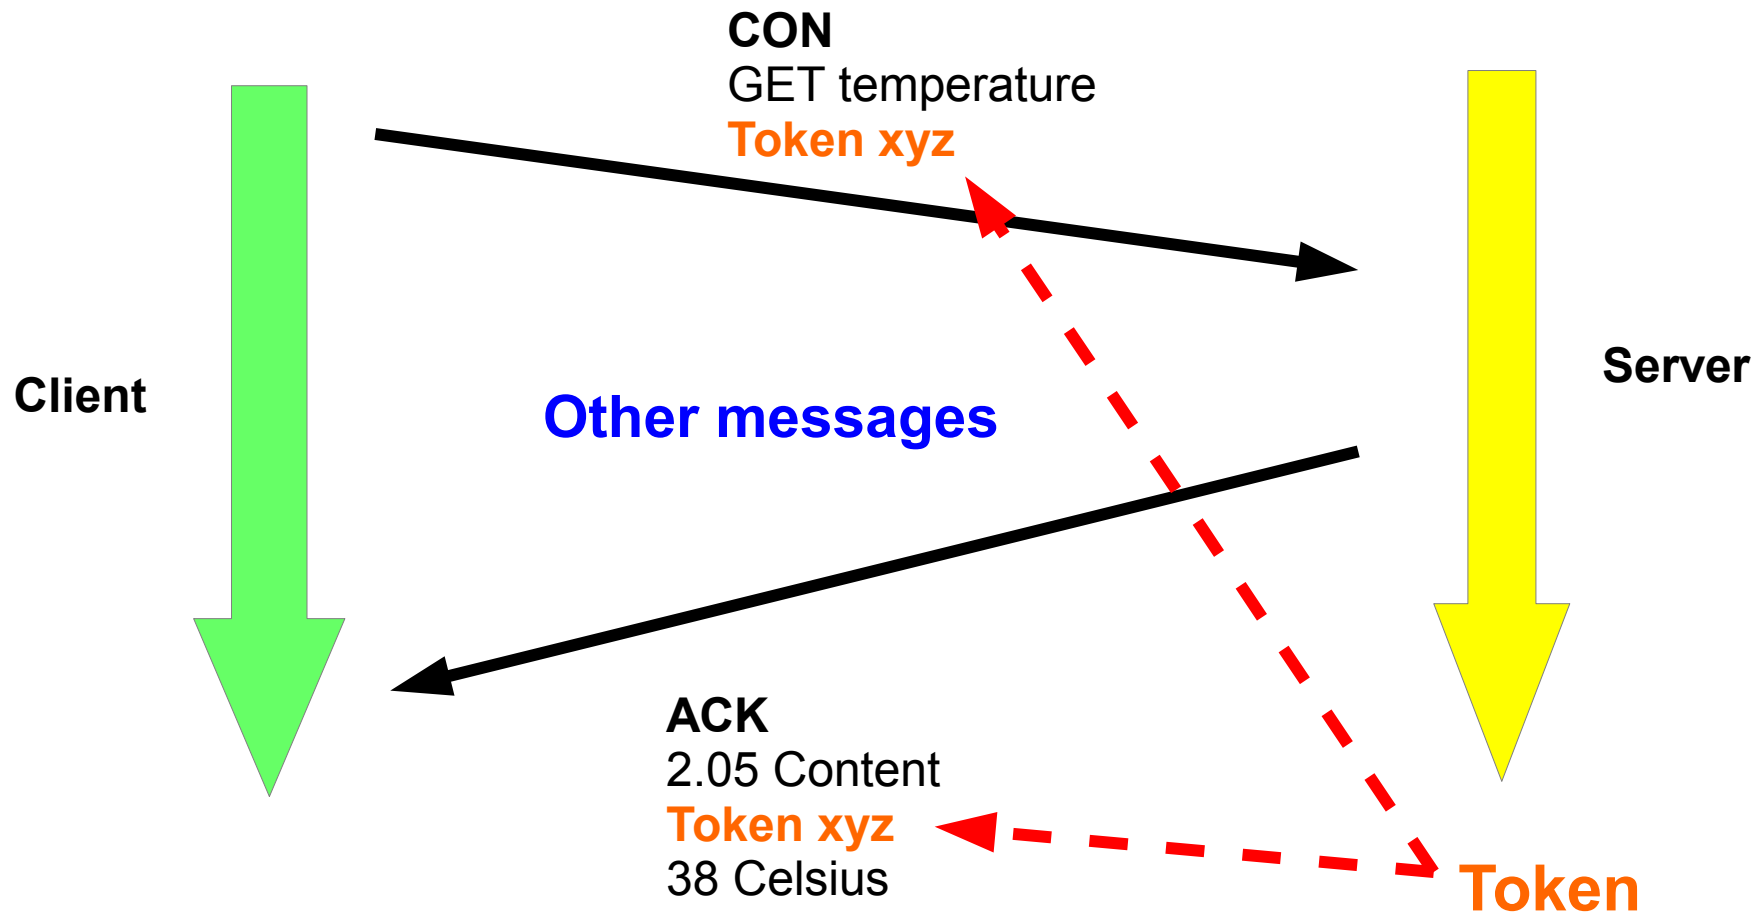 CON
GET temperature
Token xyz
Client
Other messages
Server
ACK
2.05 Content
Token xyz
38 Celsius
Token